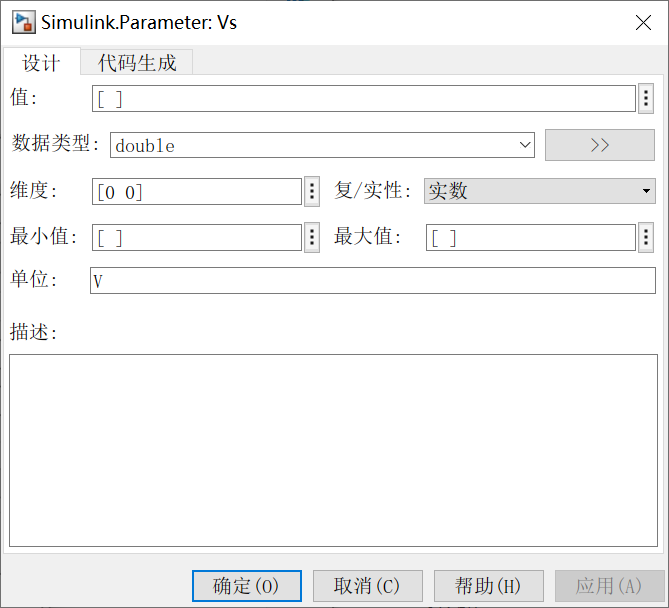 Simulink.Parameter: Vs
设计 代码生成
值: [ ]
数据类型: double >>
维度: [0 0] 复/实性: 实数
最小值: [ ] 最大值: [ ]
单位: V
描述:
确定(O) 取消(C) 帮助(H) 应用(A)